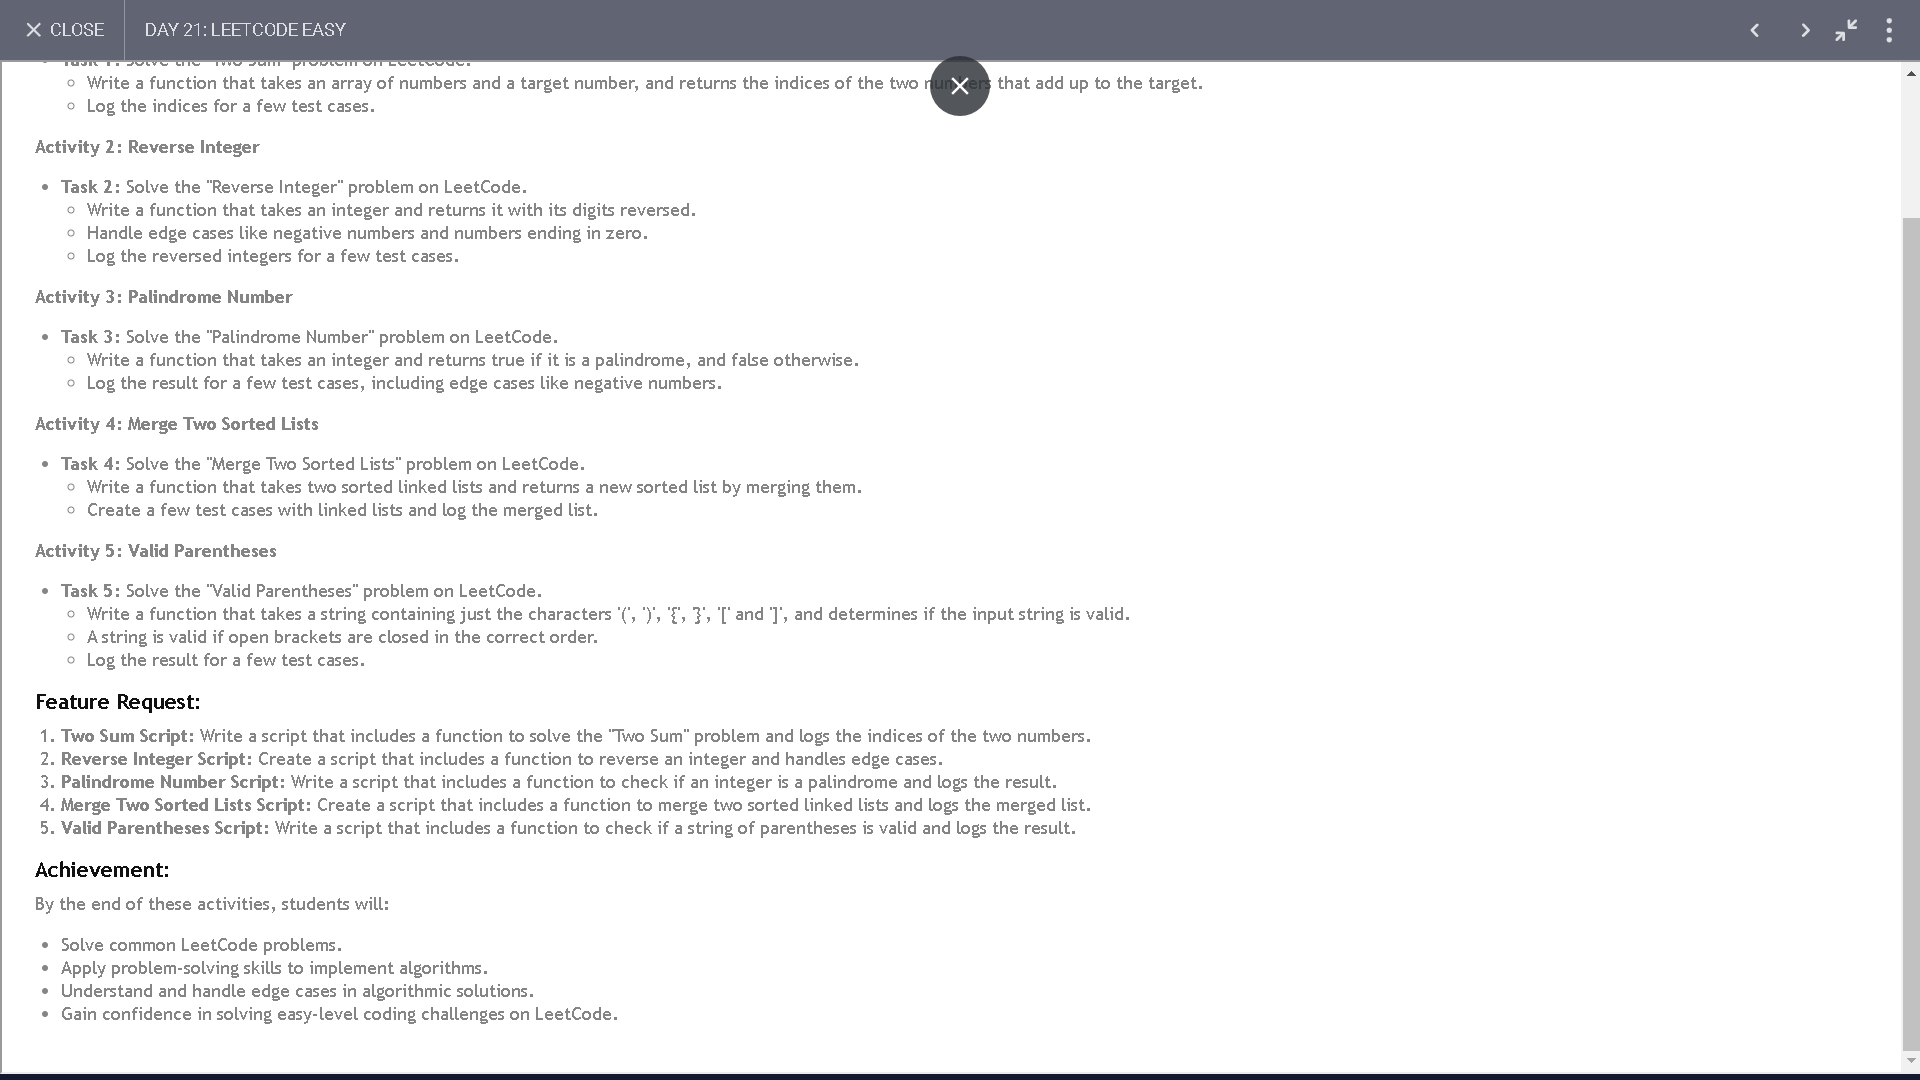 CLOSE
DAY 21: LEETCODE EASY
Task 1: Solve the "Two Sum" problem on LeetCode.
Write a function that takes an array of numbers and a target number, and returns the indices of the two numbers that add up to the target.
Log the indices for a few test cases.
Activity 2: Reverse Integer
Task 2: Solve the "Reverse Integer" problem on LeetCode.
Write a function that takes an integer and returns it with its digits reversed.
Handle edge cases like negative numbers and numbers ending in zero.
Log the reversed integers for a few test cases.
Activity 3: Palindrome Number
Task 3: Solve the "Palindrome Number" problem on LeetCode.
Write a function that takes an integer and returns true if it is a palindrome, and false otherwise.
Log the result for a few test cases, including edge cases like negative numbers.
Activity 4: Merge Two Sorted Lists
Task 4: Solve the "Merge Two Sorted Lists" problem on LeetCode.
Write a function that takes two sorted linked lists and returns a new sorted list by merging them.
Create a few test cases with linked lists and log the merged list.
Activity 5: Valid Parentheses
Task 5: Solve the "Valid Parentheses" problem on LeetCode.
Write a function that takes a string containing just the characters '(', ')', '{', '}', '[' and ']', and determines if the input string is valid.
A string is valid if open brackets are closed in the correct order.
Log the result for a few test cases.
Feature Request:
1. Two Sum Script: Write a script that includes a function to solve the "Two Sum" problem and logs the indices of the two numbers.
2. Reverse Integer Script: Create a script that includes a function to reverse an integer and handles edge cases.
3. Palindrome Number Script: Write a script that includes a function to check if an integer is a palindrome and logs the result.
4. Merge Two Sorted Lists Script: Create a script that includes a function to merge two sorted linked lists and logs the merged list.
5. Valid Parentheses Script: Write a script that includes a function to check if a string of parentheses is valid and logs the result.
Achievement:
By the end of these activities, students will:
Solve common LeetCode problems.
Apply problem-solving skills to implement algorithms.
Understand and handle edge cases in algorithmic solutions.
Gain confidence in solving easy-level coding challenges on LeetCode.